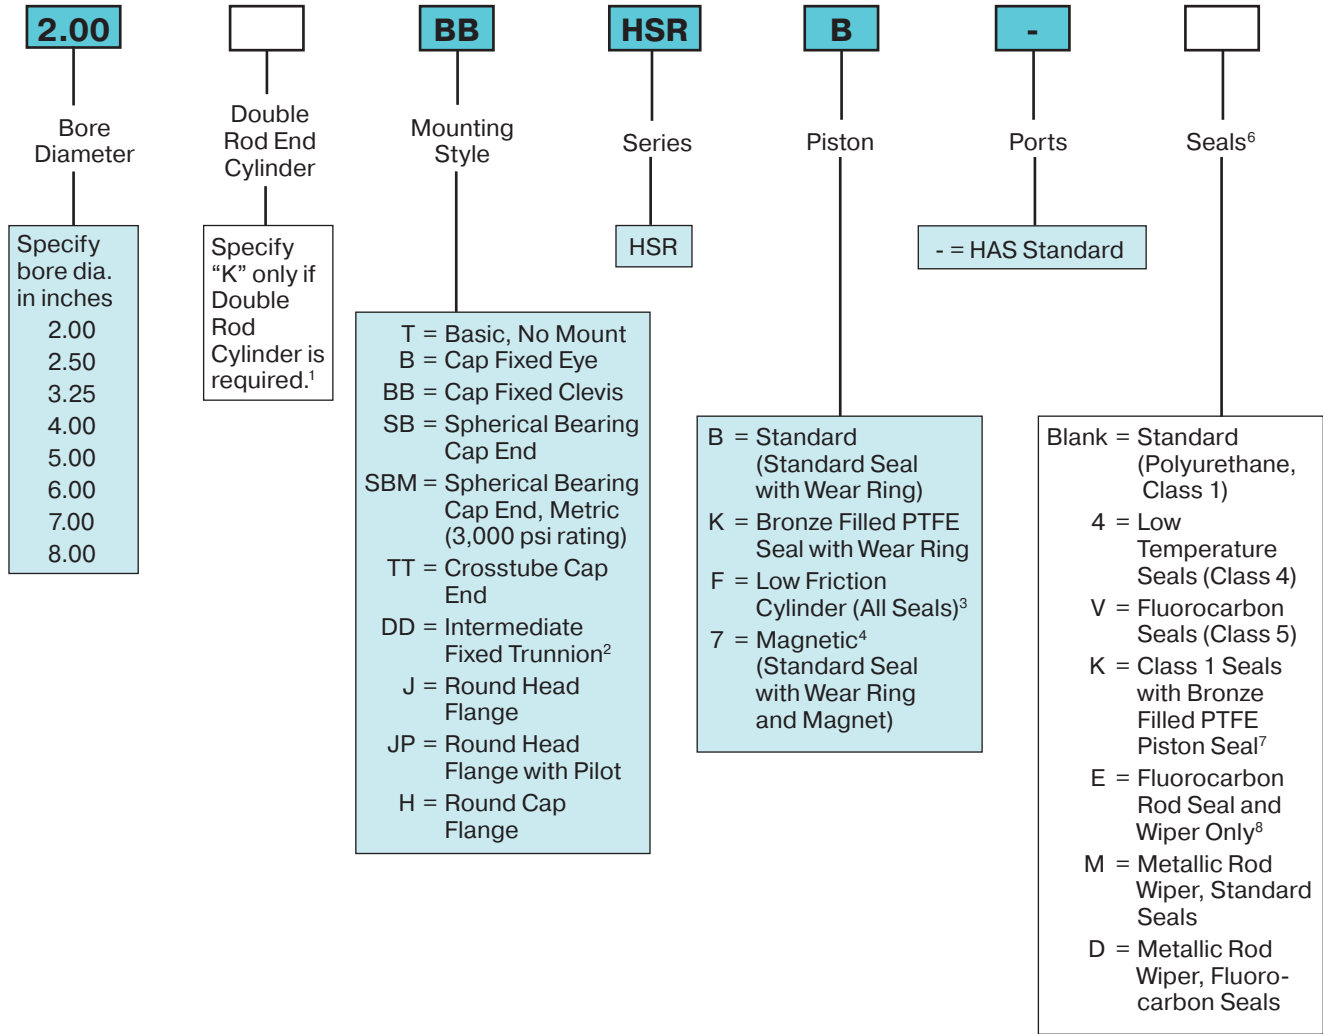 2.00
BB
HSR
B
-
Bore
Diameter
Double
Rod End
Cylinder
Mounting
Style
Series
Piston
Ports
Seals⁶
Specify
bore dia.
in inches
2.00
2.50
3.25
4.00
5.00
6.00
7.00
8.00
Specify
“K” only if
Double
Rod
Cylinder is
required.¹
T = Basic, No Mount
B = Cap Fixed Eye
BB = Cap Fixed Clevis
SB = Spherical Bearing
Cap End
SBM = Spherical Bearing
Cap End, Metric
(3,000 psi rating)
TT = Crosstube Cap
End
DD = Intermediate
Fixed Trunnion²
J = Round Head
Flange
JP = Round Head
Flange with Pilot
H = Round Cap
Flange
HSR
B = Standard
(Standard Seal
with Wear Ring)
K = Bronze Filled PTFE
Seal with Wear Ring
F = Low Friction
Cylinder (All Seals)³
7 = Magnetic⁴
(Standard Seal
with Wear Ring
and Magnet)
- = HAS Standard
Blank = Standard
(Polyurethane,
Class 1)
4 = Low
Temperature
Seals (Class 4)
V = Fluorocarbon
Seals (Class 5)
K = Class 1 Seals
with Bronze
Filled PTFE
Piston Seal⁷
E = Fluorocarbon
Rod Seal and
Wiper Only⁸
M = Metallic Rod
Wiper, Standard
Seals
D = Metallic Rod
Wiper, Fluoro-
carbon Seals